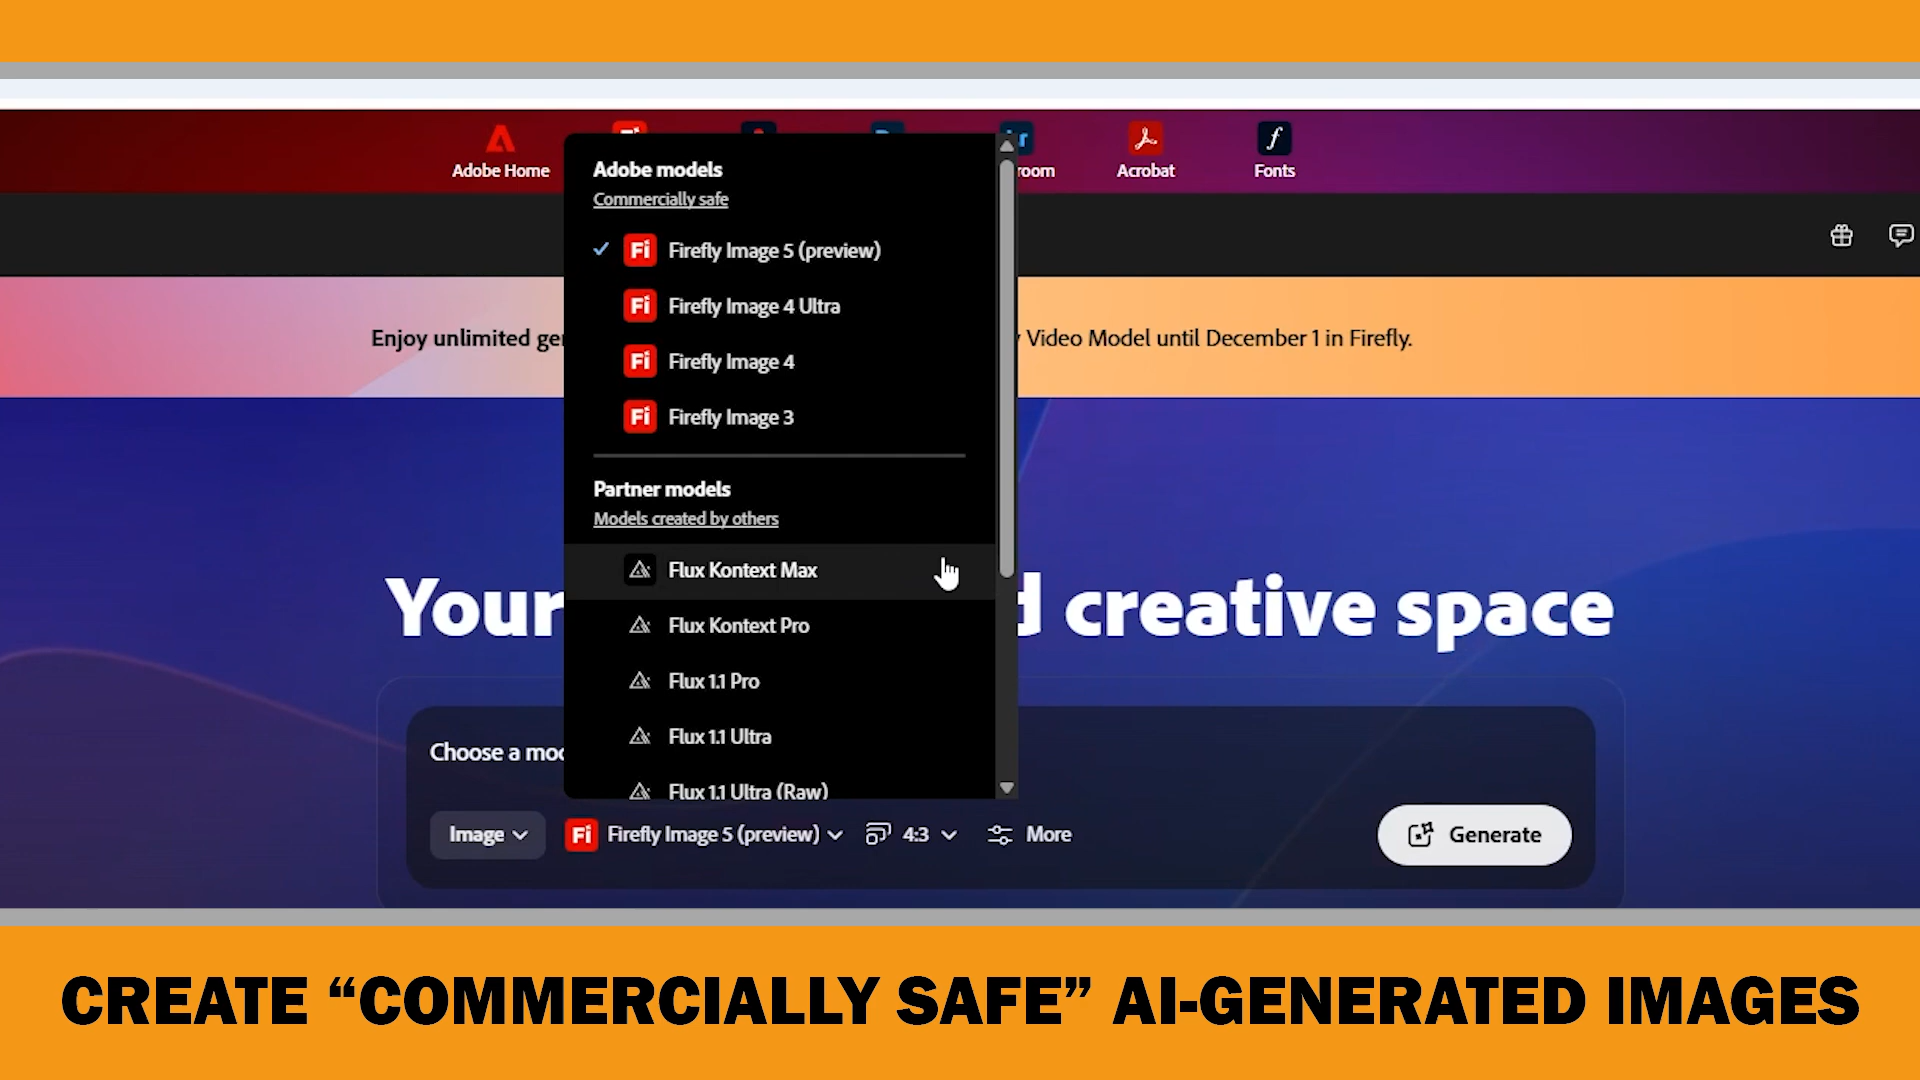 Adobe Home
room
Acrobat
Fonts
Adobe models
Commercially safe
Firefly Image 5 (preview)
Firefly Image 4 Ultra
Enjoy unlimited
Video Model until December 1 in Firefly.
Firefly Image 4
Firefly Image 3
Partner models
Models created by others
Flux Kontext Max
Your
creative space
Flux Kontext Pro
Flux 1.1 Pro
Flux 1.1 Ultra
Choose a
Flux 1.1 Ultra (Raw)
Image
Firefly Image 5 (preview)
4:3
More
Generate
CREATE “COMMERCIALLY SAFE” AI-GENERATED IMAGES